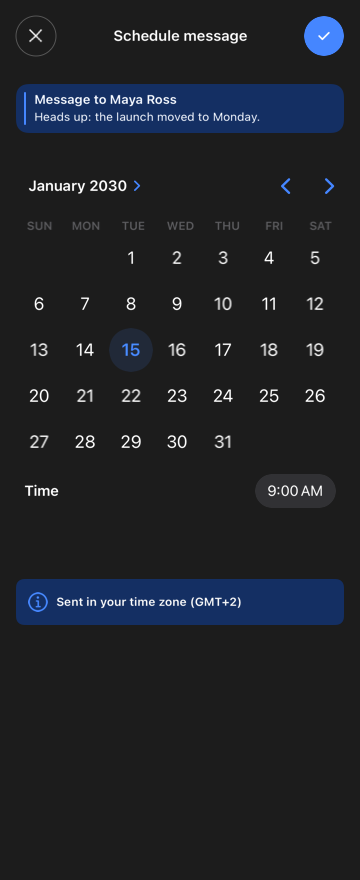 Schedule message
Message to Maya Ross
Heads up: the launch moved to Monday.
January 2030
SUN MON TUE WED THU FRI SAT
1 2 3 4 5
6 7 8 9 10 11 12
13 14 15 16 17 18 19
20 21 22 23 24 25 26
27 28 29 30 31
Time 9:00 AM
Sent in your time zone (GMT+2)